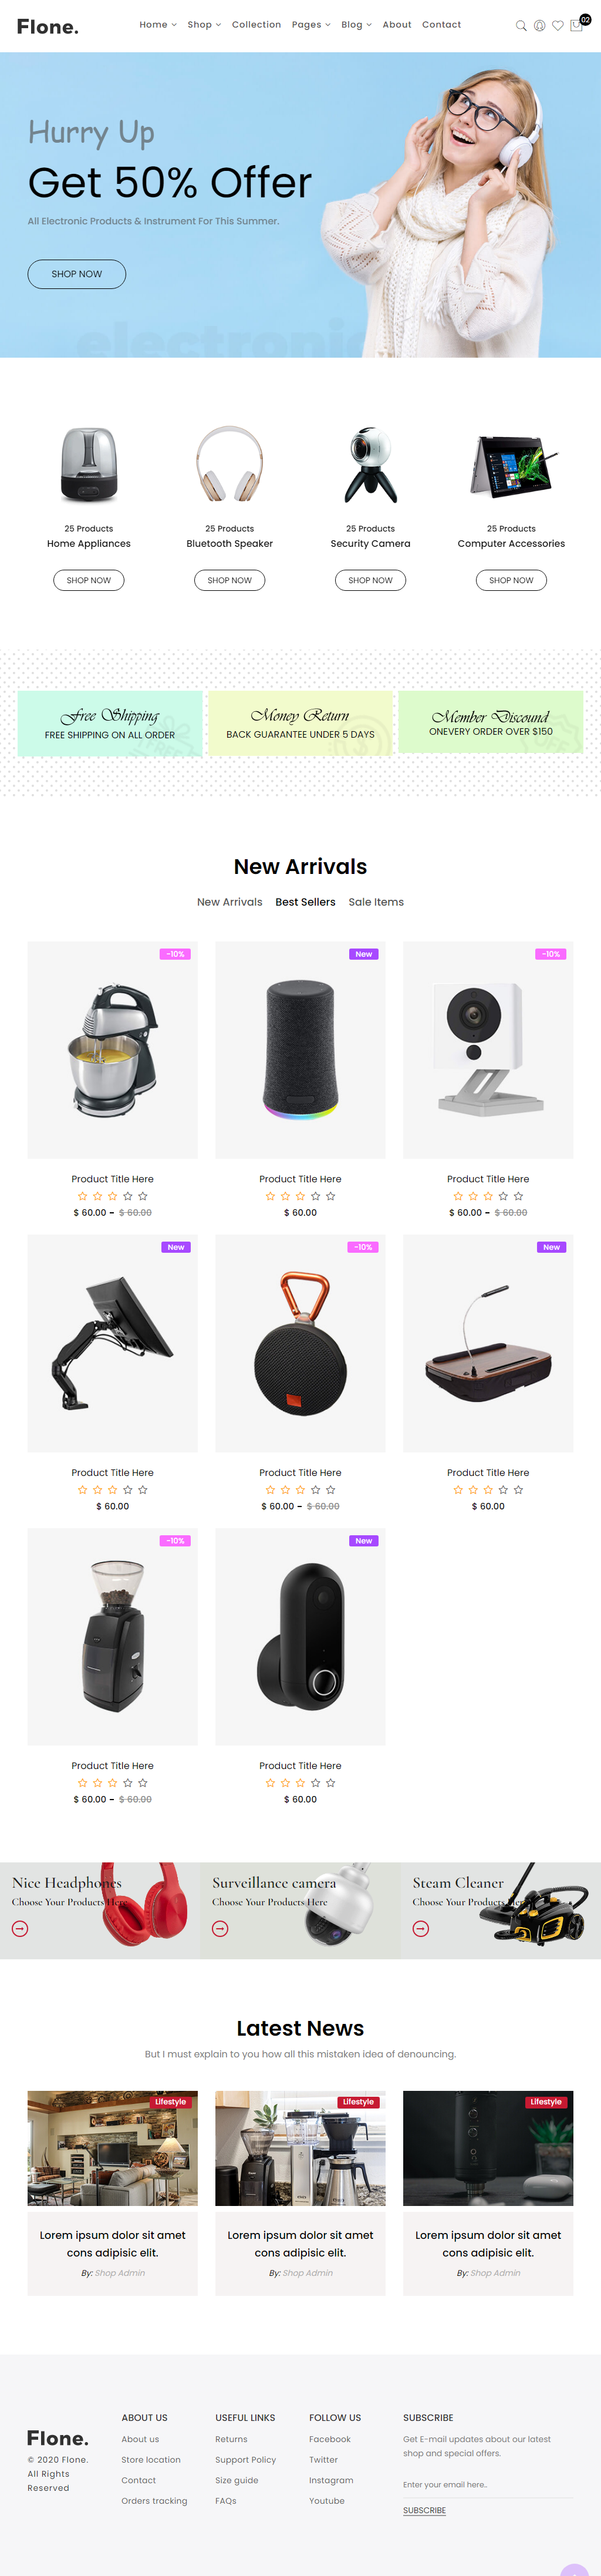 Flone.
Home Shop Collection Pages Blog About Contact
02
Hurry Up
Get 50% Offer
All Electronic Products & Instrument For This Summer.
SHOP NOW
electronic
25 Products
Home Appliances
SHOP NOW
25 Products
Bluetooth Speaker
SHOP NOW
25 Products
Security Camera
SHOP NOW
25 Products
Computer Accessories
SHOP NOW
Free Shipping
FREE SHIPPING ON ALL ORDER
Money Return
BACK GUARANTEE UNDER 5 DAYS
Member Discound
ONEVERY ORDER OVER $150
New Arrivals
New Arrivals Best Sellers Sale Items
-10%
Product Title Here
$ 60.00 - $ 60.00
New
Product Title Here
$ 60.00
-10%
Product Title Here
$ 60.00 - $ 60.00
New
Product Title Here
$ 60.00
-10%
Product Title Here
$ 60.00 - $ 60.00
New
Product Title Here
$ 60.00
-10%
Product Title Here
$ 60.00 - $ 60.00
New
Product Title Here
$ 60.00
Nice Headphones
Choose Your Products Here
Surveillance camera
Choose Your Products Here
Steam Cleaner
Choose Your Products Here
Latest News
But I must explain to you how all this mistaken idea of denouncing.
Lifestyle
Lorem ipsum dolor sit amet
cons adipisic elit.
By: Shop Admin
Lifestyle
Lorem ipsum dolor sit amet
cons adipisic elit.
By: Shop Admin
Lifestyle
Lorem ipsum dolor sit amet
cons adipisic elit.
By: Shop Admin
Flone.
© 2020 Flone.
All Rights
Reserved
ABOUT US
About us
Store location
Contact
Orders tracking
USEFUL LINKS
Returns
Support Policy
Size guide
FAQs
FOLLOW US
Facebook
Twitter
Instagram
Youtube
SUBSCRIBE
Get E-mail updates about our latest
shop and special offers.
Enter your email here..
SUBSCRIBE